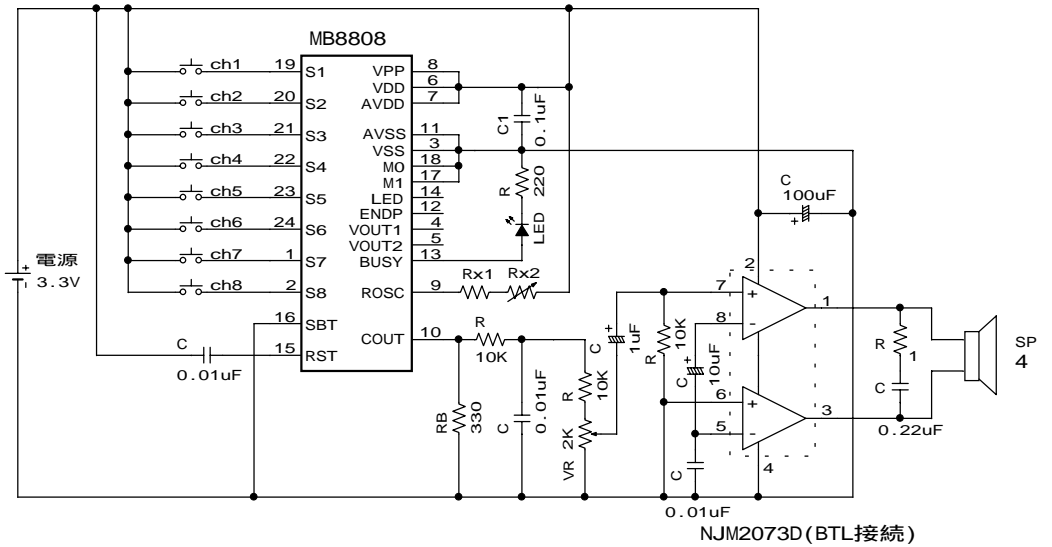 MB8808
電源
3.3V
ch1 19 S1
ch2 20 S2
ch3 21 S3
ch4 22 S4
ch5 23 S5
ch6 24 S6
ch7 1 S7
ch8 2 S8
16 SBT
15 RST
C
0.01uF
VPP 8
VDD 6
AVDD 7
AVSS 11
VSS 3
M0 18
M1 17
LED 14
ENDP 12
VOUT1 4
VOUT2 5
BUSY 13
ROSC 9
COUT 10
C1
0.1uF
R
220
LED
Rx1
Rx2
R
10K
RB
330
C
0.01uF
R
10K
VR 2K
C
1uF
R
10K
C
10uF
C
0.01uF
C
100uF
+
2
7 +
8 -
1
6 +
5 -
3
4
R
1
C
0.22uF
SP
4
NJM2073D(BTL接続)